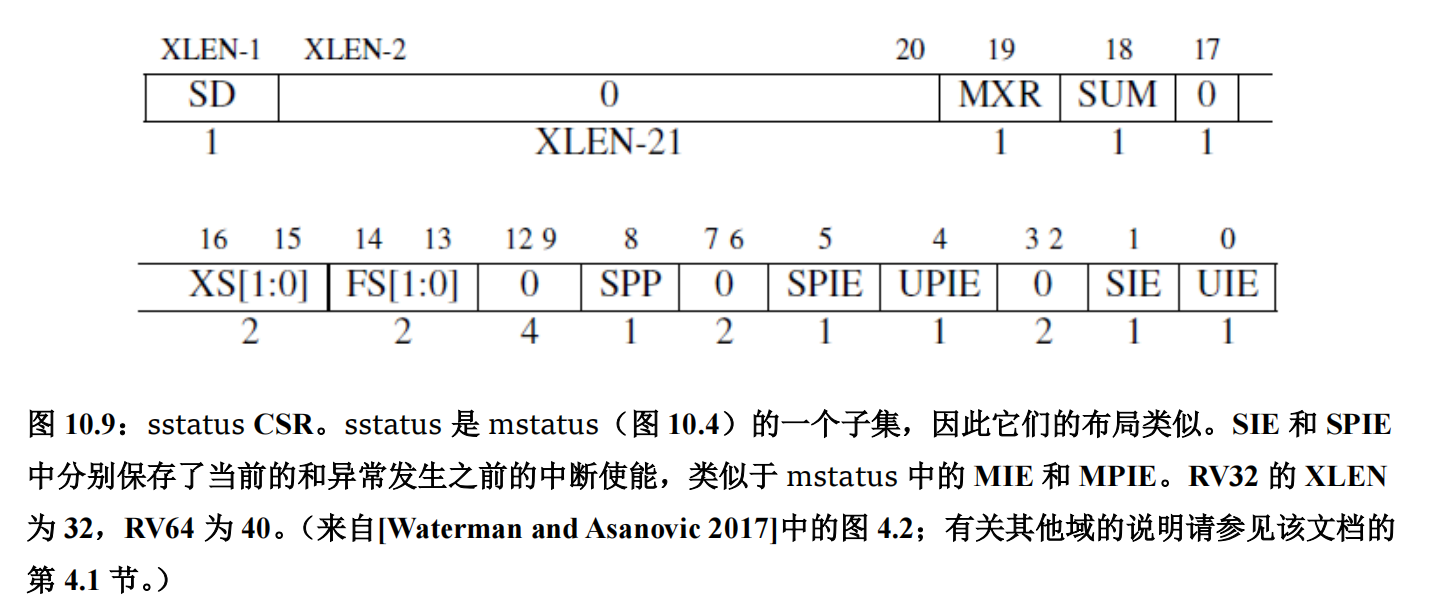 XLEN-1 XLEN-2 20 19 18 17
SD 0 MXR SUM 0
1 XLEN-21 1 1 1
16 15 14 13 12 9 8 7 6 5 4 3 2 1 0
XS[1:0] FS[1:0] 0 SPP 0 SPIE UPIE 0 SIE UIE
2 2 4 1 2 1 1 2 1 1
图 10.9：sstatus CSR。sstatus 是 mstatus（图 10.4）的一个子集，因此它们的布局类似。SIE 和 SPIE
中分别保存了当前的和异常发生之前的中断使能，类似于 mstatus 中的 MIE 和 MPIE。RV32 的 XLEN
为 32，RV64 为 40。（来自[Waterman and Asanovic 2017]中的图 4.2；有关其他域的说明请参见该文档的
第 4.1 节。）